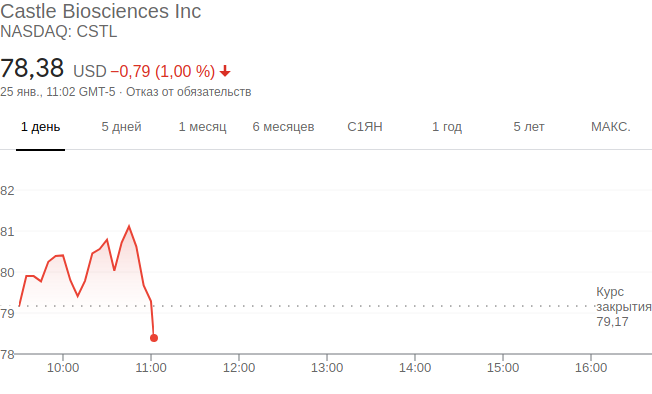 Castle Biosciences Inc
NASDAQ: CSTL
78,38 USD −0,79 (1,00 %)
25 янв., 11:02 GMT-5 · Отказ от обязательств
1 день 5 дней 1 месяц 6 месяцев С1ЯН 1 год 5 лет МАКС.
82
81
80
79
78
Курс
закрытия
79,17
10:00 11:00 12:00 13:00 14:00 15:00 16:00